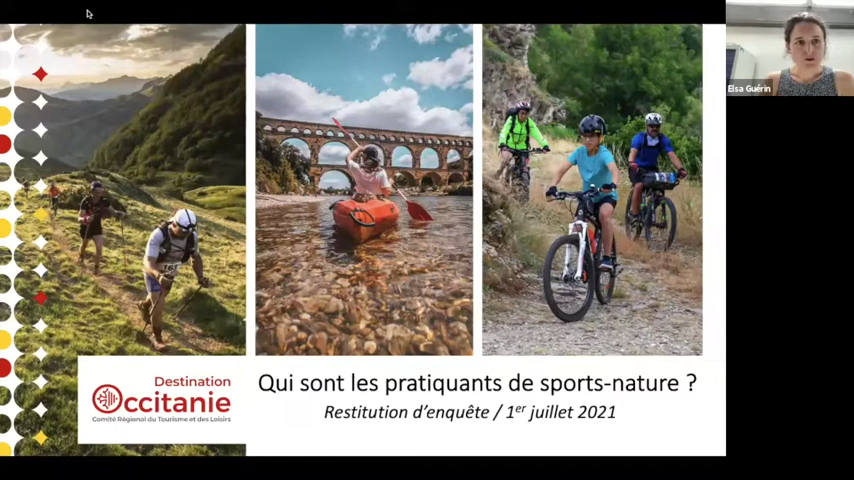 Elsa Guérin
Destination
Occitanie
Comité Régional du Tourisme et des Loisirs
Qui sont les pratiquants de sports-nature ?
Restitution d'enquête / 1er juillet 2021